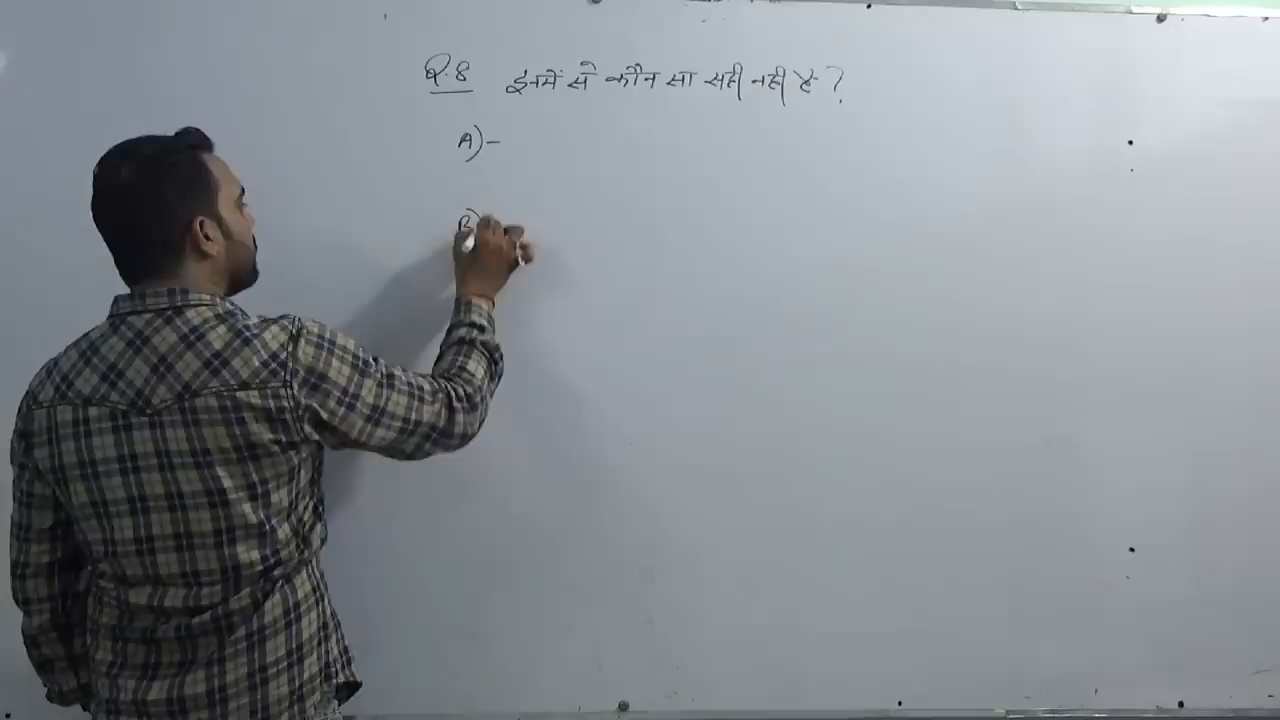 Q.8 इनमें से कौन सा सही नहीं है ?
A)-
B)